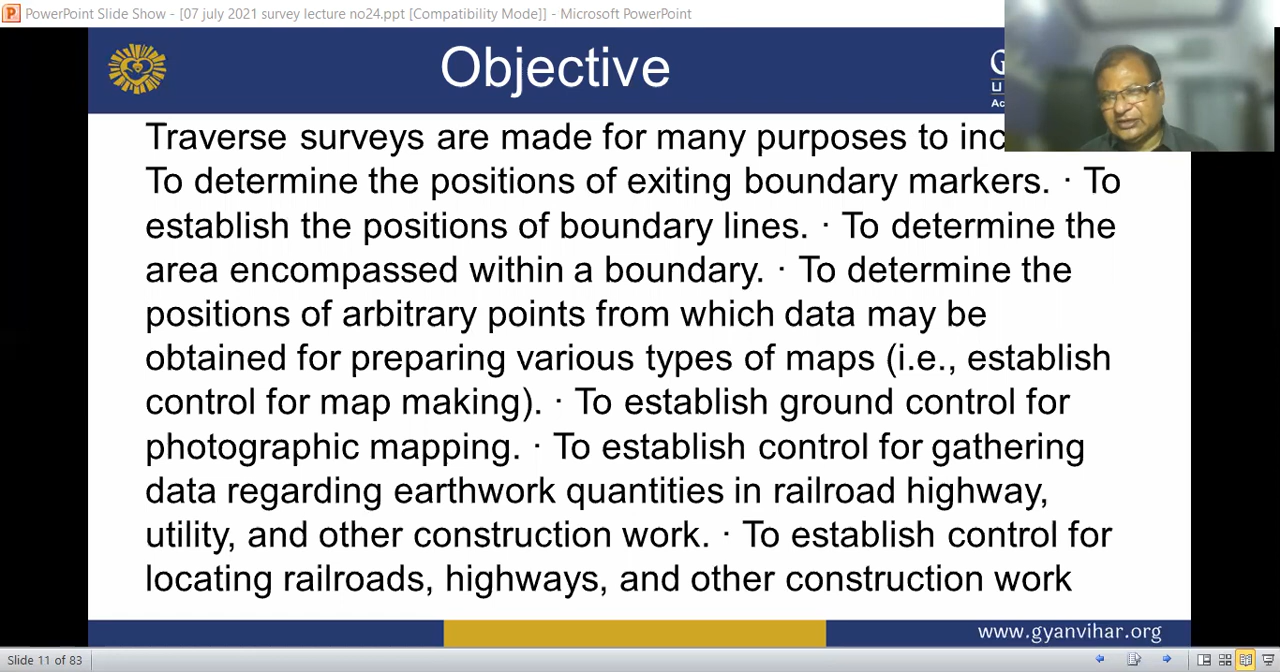 PowerPoint Slide Show - [07 july 2021 survey lecture no24.ppt [Compatibility Mode]] - Microsoft PowerPoint
Objective
Traverse surveys are made for many purposes to
To determine the positions of exiting boundary markers. · To
establish the positions of boundary lines. · To determine the
area encompassed within a boundary. · To determine the
positions of arbitrary points from which data may be
obtained for preparing various types of maps (i.e., establish
control for map making). · To establish ground control for
photographic mapping. · To establish control for gathering
data regarding earthwork quantities in railroad highway,
utility, and other construction work. · To establish control for
locating railroads, highways, and other construction work
www.gyanvihar.org
Slide 11 of 83